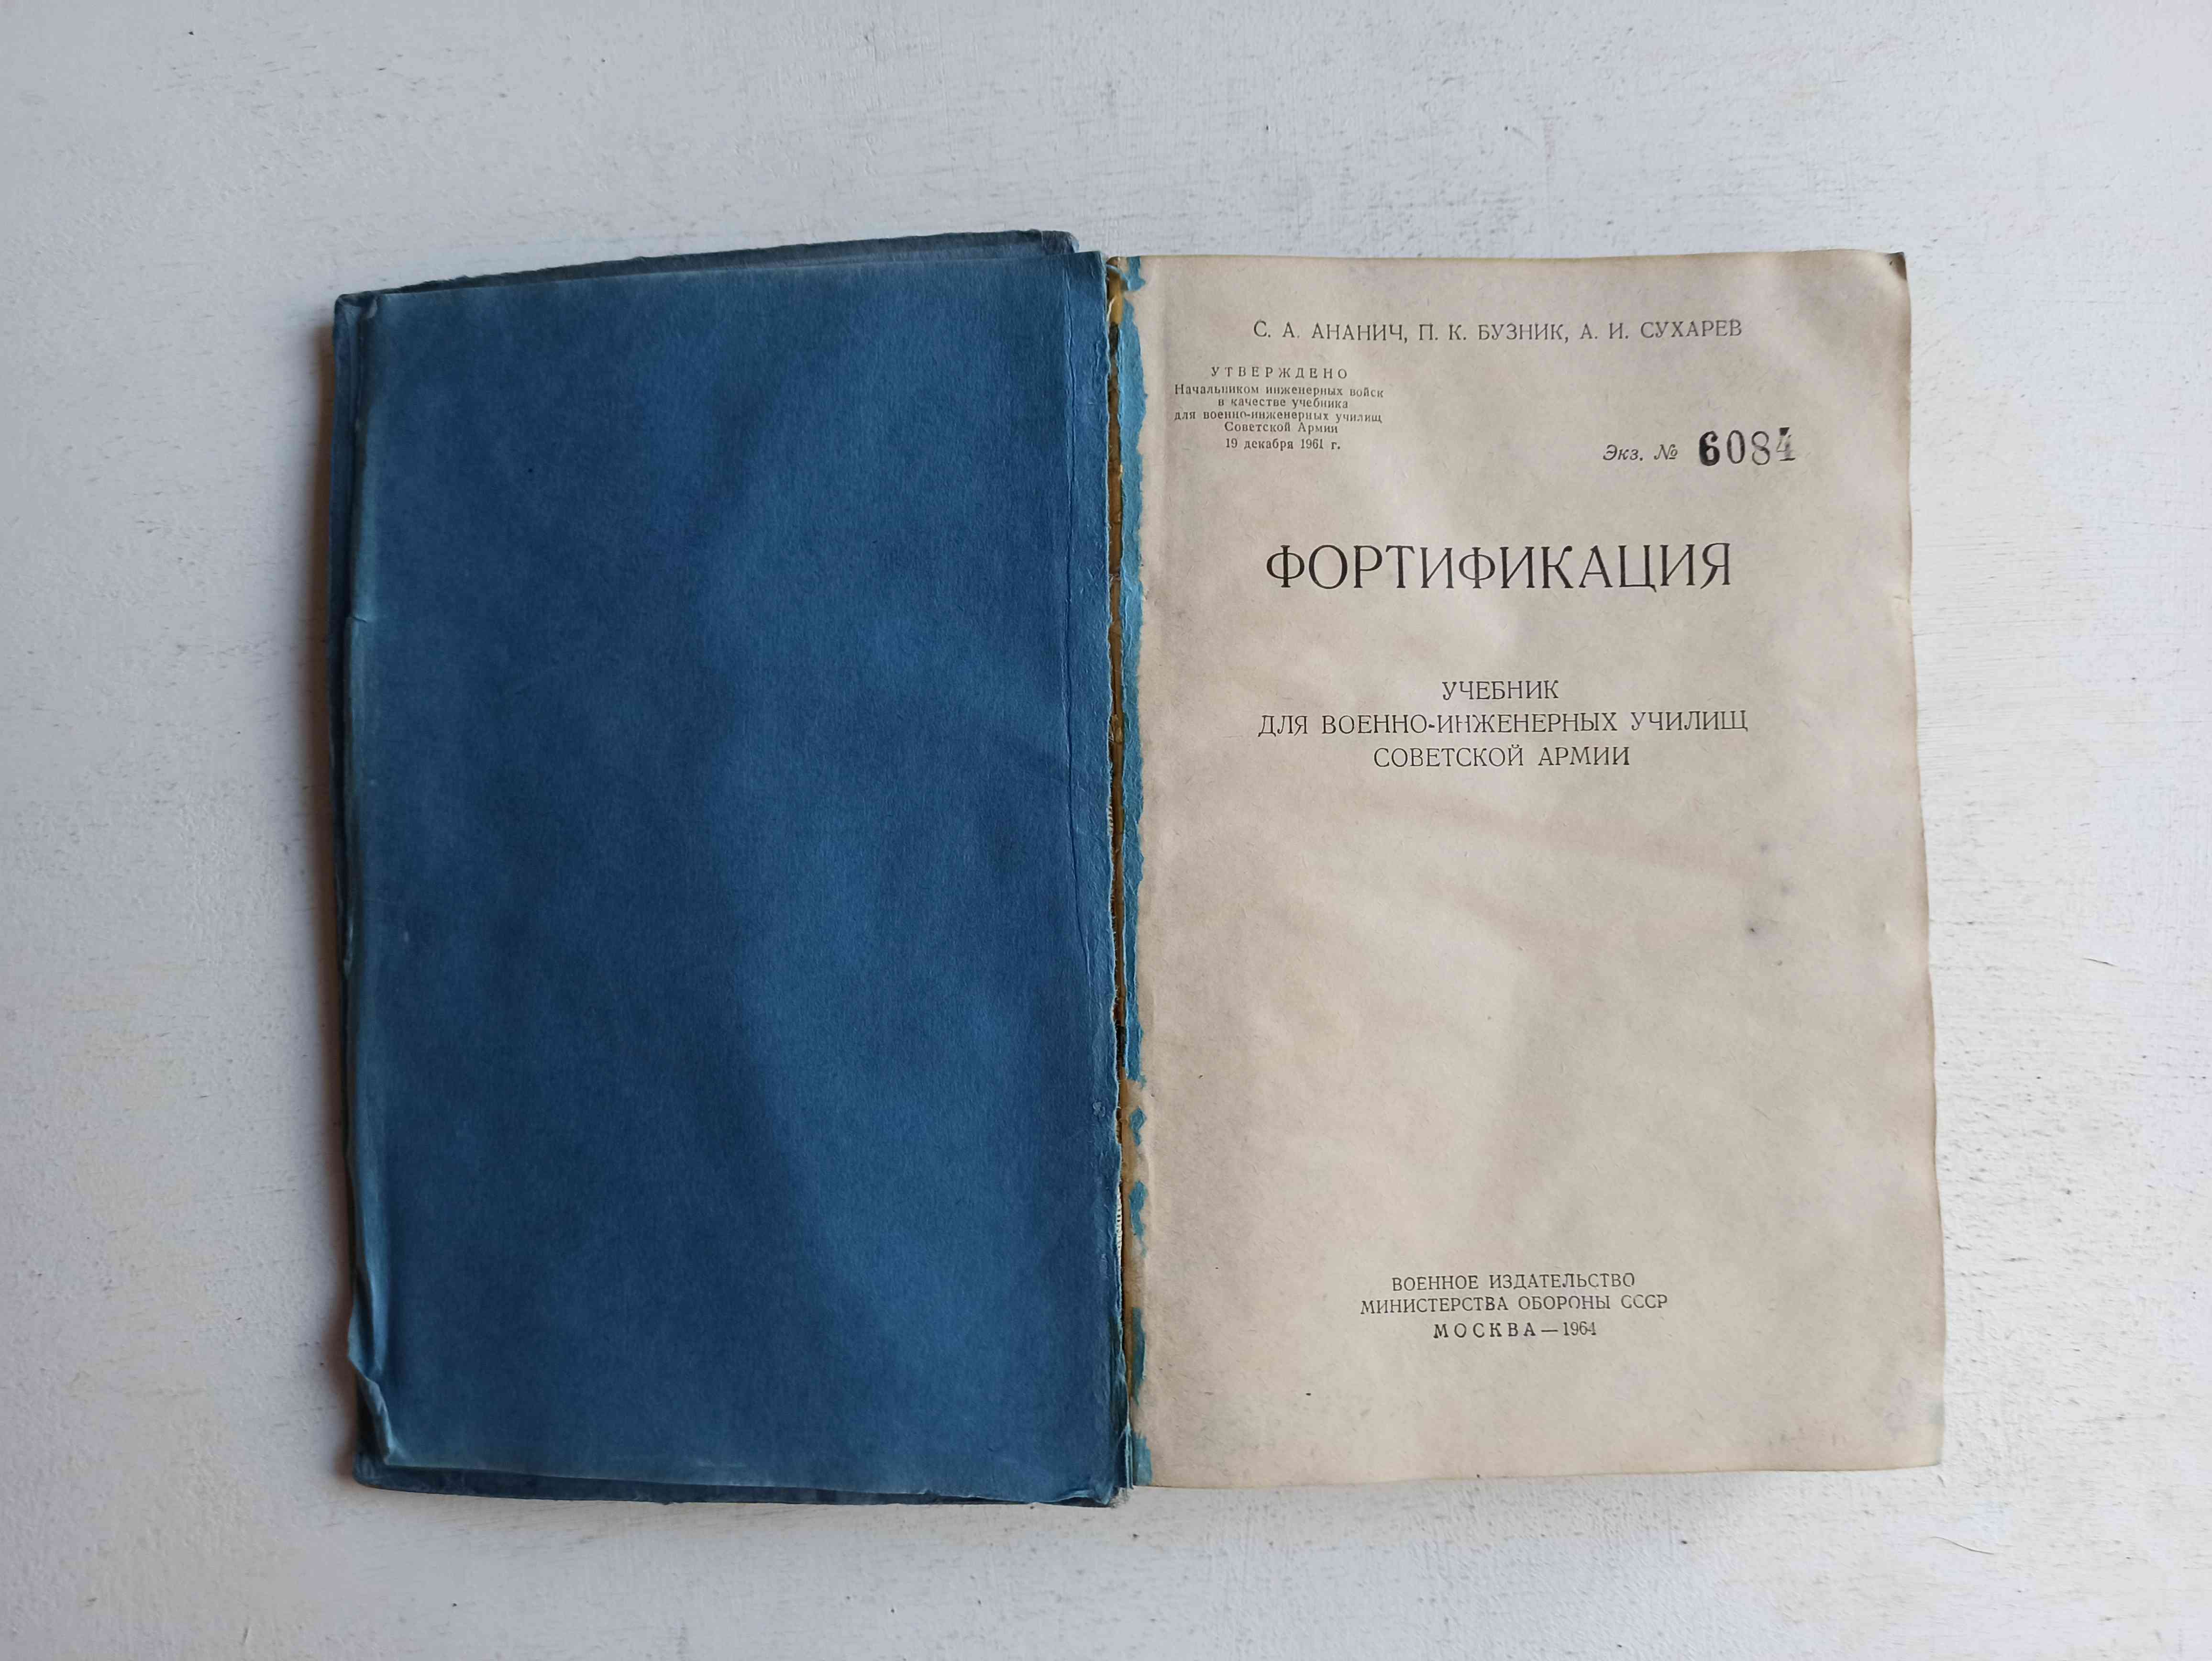 С. А. АНАНИЧ, П. К. БУЗНИК, А. И. СУХАРЕВ
УТВЕРЖДЕНО
Начальником инженерных войск
в качестве учебника
для военно-инженерных училищ
Советской Армии
19 декабря 1961 г.
Экз. № 6084
ФОРТИФИКАЦИЯ
УЧЕБНИК
ДЛЯ ВОЕННО-ИНЖЕНЕРНЫХ УЧИЛИЩ
СОВЕТСКОЙ АРМИИ
ВОЕННОЕ ИЗДАТЕЛЬСТВО
МИНИСТЕРСТВА ОБОРОНЫ СССР
МОСКВА — 1964